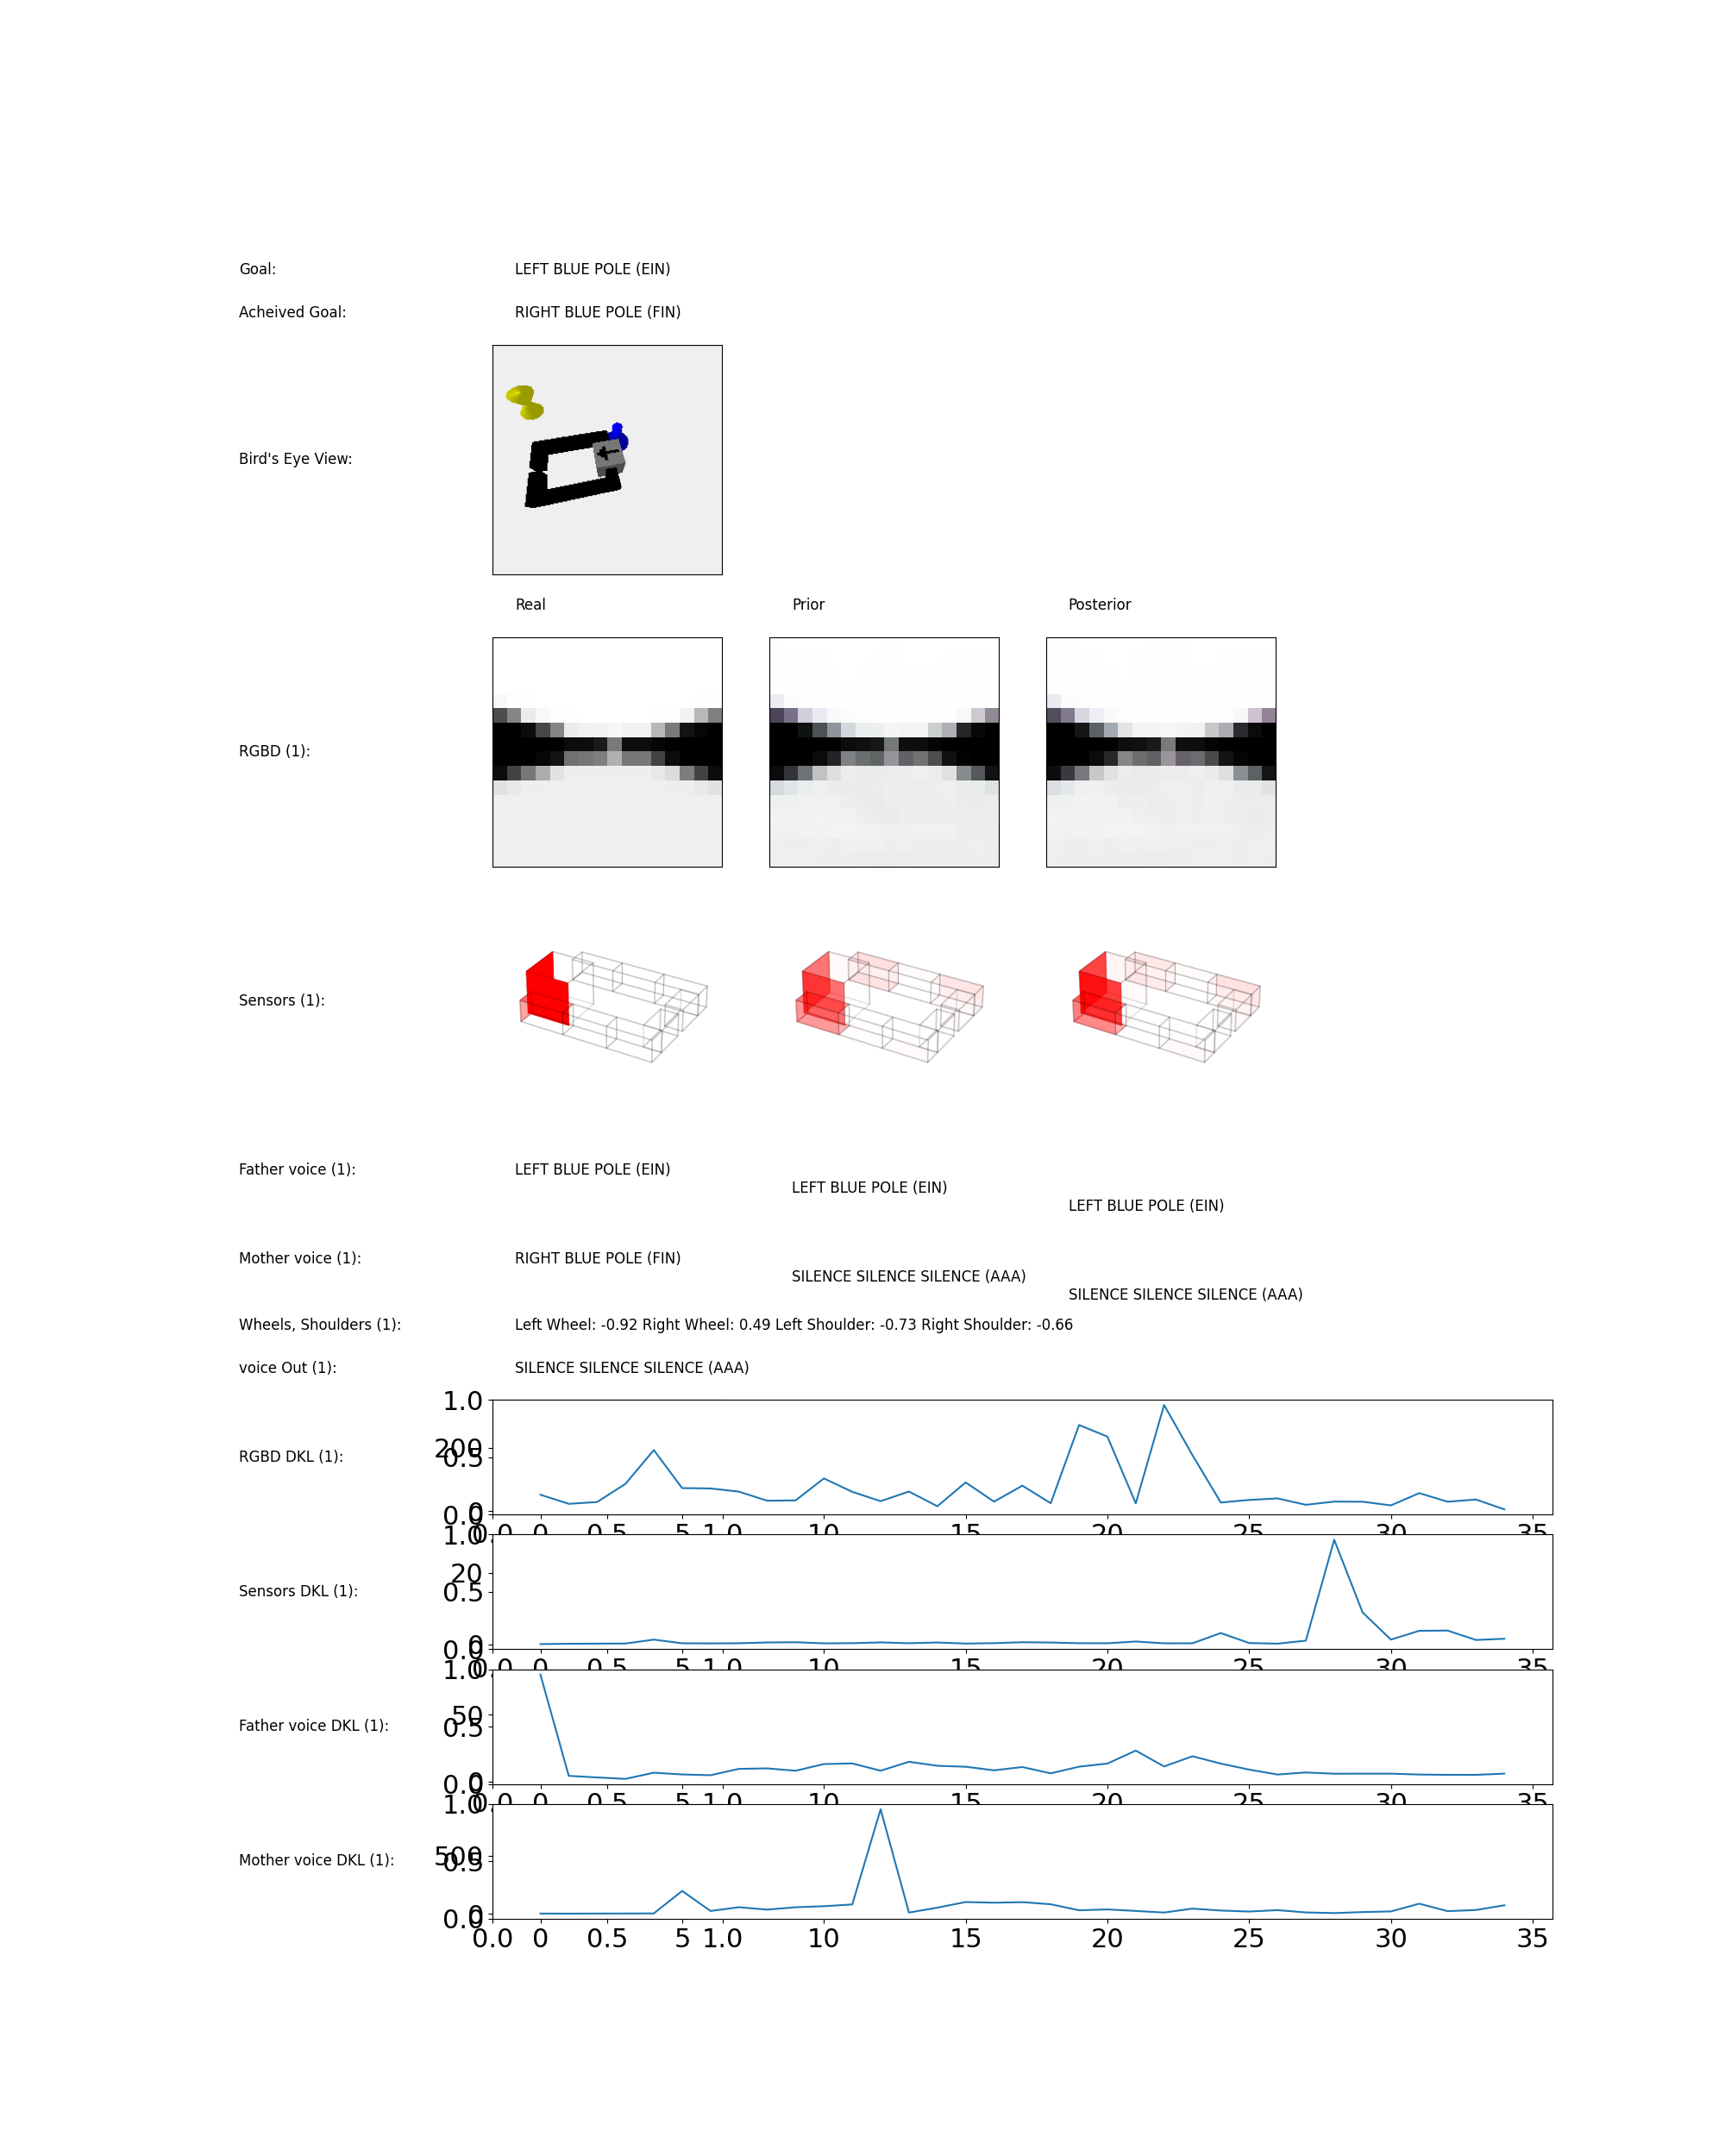 Goal: LEFT BLUE POLE (EIN)
Acheived Goal: RIGHT BLUE POLE (FIN)
Bird's Eye View:
Real Prior Posterior
RGBD (1):
Sensors (1):
Father voice (1): LEFT BLUE POLE (EIN)
LEFT BLUE POLE (EIN)
LEFT BLUE POLE (EIN)
Mother voice (1): RIGHT BLUE POLE (FIN)
SILENCE SILENCE SILENCE (AAA)
SILENCE SILENCE SILENCE (AAA)
Wheels, Shoulders (1): Left Wheel: -0.92 Right Wheel: 0.49 Left Shoulder: -0.73 Right Shoulder: -0.66
voice Out (1): SILENCE SILENCE SILENCE (AAA)
1.0
200
RGBD DKL (1): 0.5
0
0.0
0.0 0 0.5 5 1.0 10 15 20 25 30 35
1.0
20
Sensors DKL (1): 0.5
0
0.0
0.0 0 0.5 5 1.0 10 15 20 25 30 35
1.0
50
Father voice DKL (1): 0.5
0
0.0
0.0 0 0.5 5 1.0 10 15 20 25 30 35
1.0
500
Mother voice DKL (1): 0.5
0
0.0
0.0 0 0.5 5 1.0 10 15 20 25 30 35